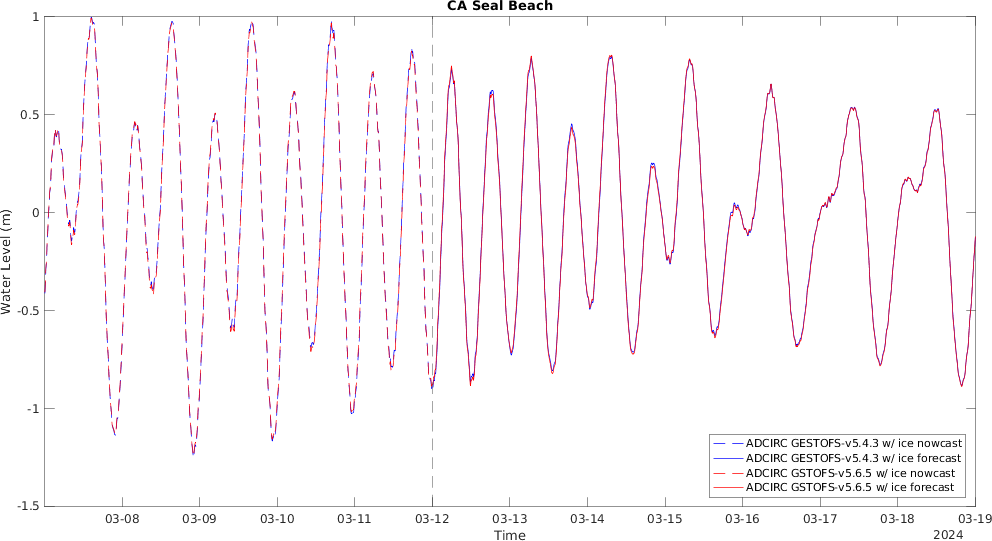 CA Seal Beach
1
0.5
0
-0.5
-1
-1.5
Water Level (m)
ADCIRC GESTOFS-v5.4.3 w/ ice nowcast
ADCIRC GESTOFS-v5.4.3 w/ ice forecast
ADCIRC GSTOFS-v5.6.5 w/ ice nowcast
ADCIRC GSTOFS-v5.6.5 w/ ice forecast
03-08 03-09 03-10 03-11 03-12 03-13 03-14 03-15 03-16 03-17 03-18 03-19
Time
2024